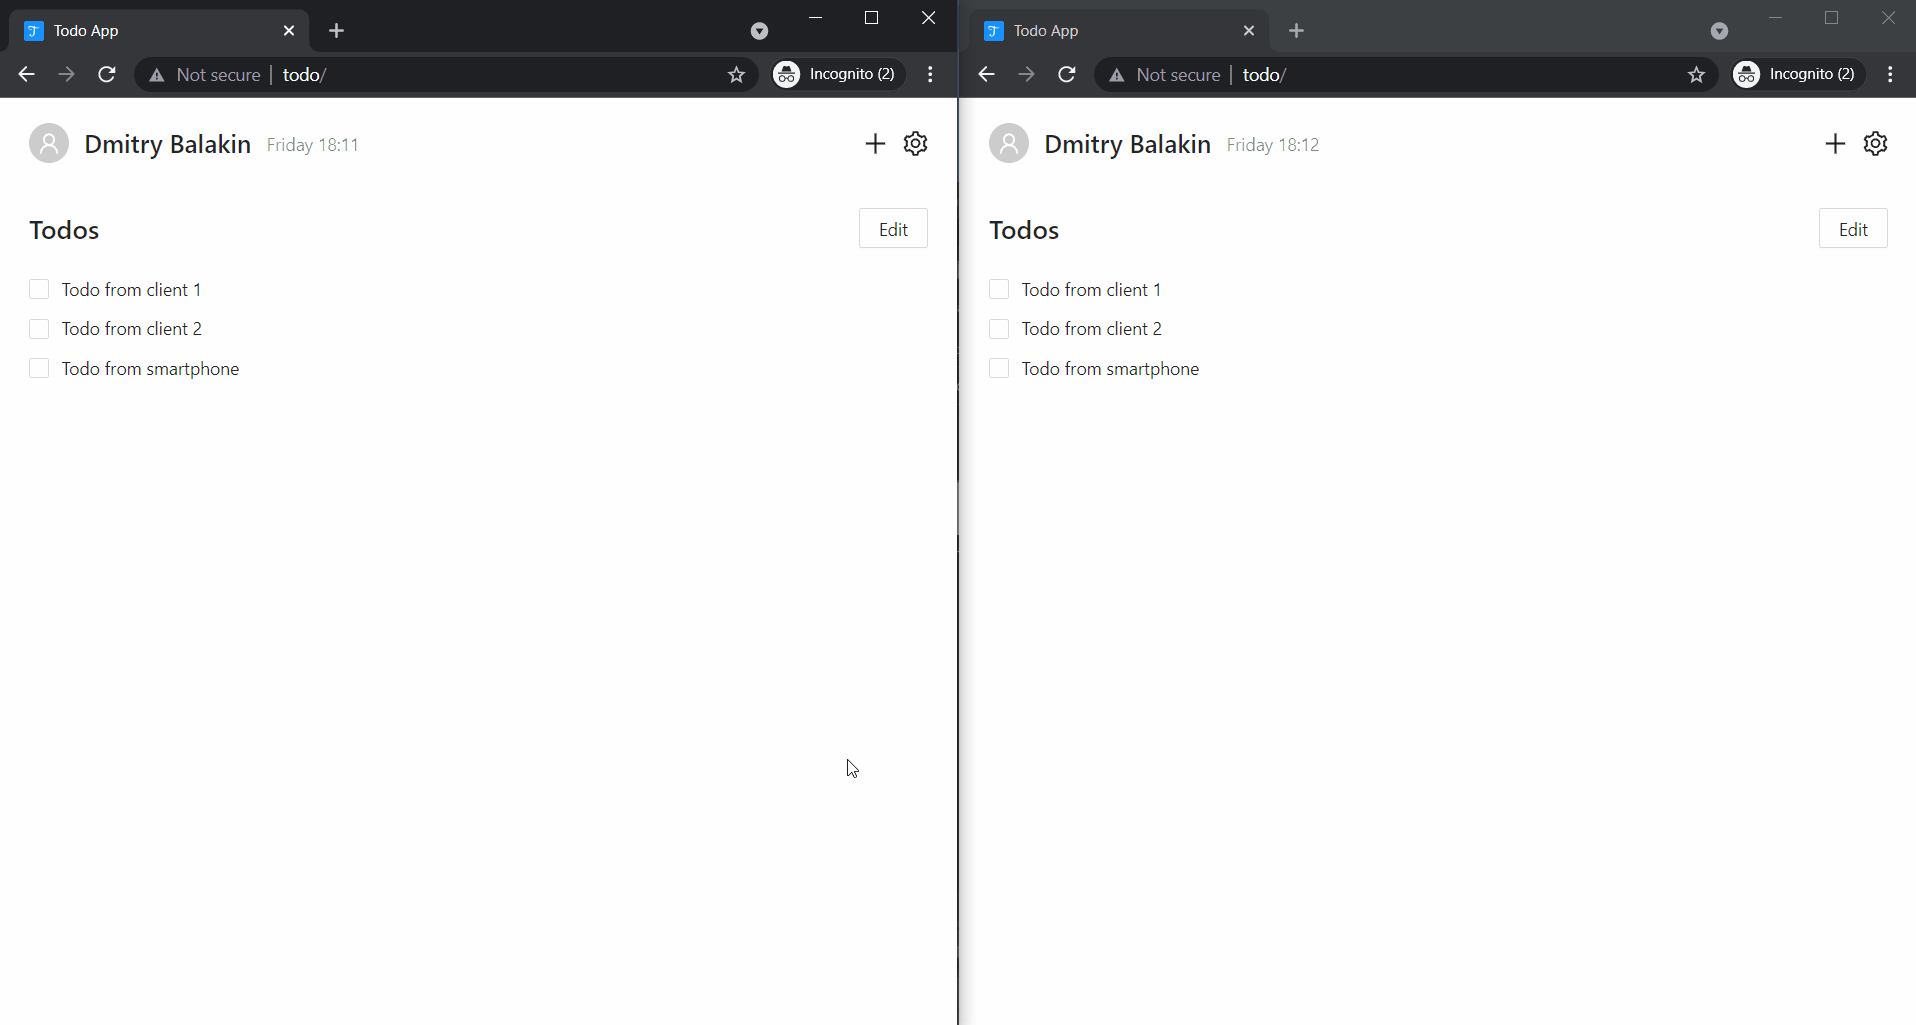 Todo App
Not secure | todo/
Incognito (2)
Dmitry Balakin Friday 18:11
Todos
Edit
Todo from client 1
Todo from client 2
Todo from smartphone
Todo App
Not secure | todo/
Incognito (2)
Dmitry Balakin Friday 18:12
Todos
Edit
Todo from client 1
Todo from client 2
Todo from smartphone